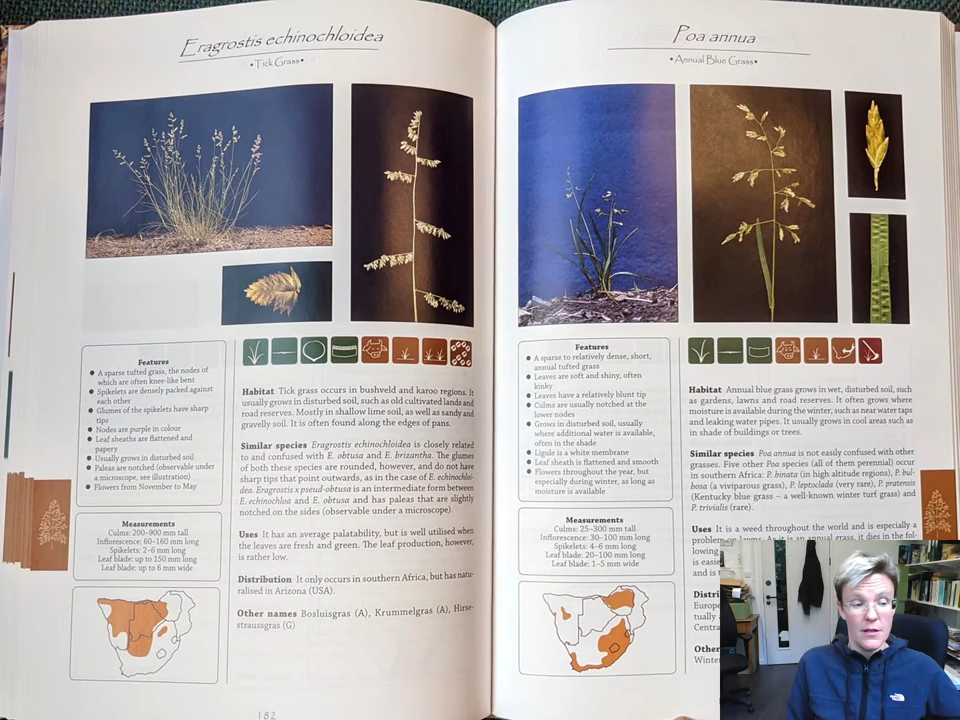 Eragrostis echinochloidea
•Tick Grass•
Features
● A sparse tufted grass, the nodes of
which are often knee-like bent
● Spikelets are densely packed against
each other
● Glumes of the spikelets have sharp
tips
● Nodes are purple in colour
● Leaf sheaths are flattened and
papery
● Usually grows in disturbed soil
● Paleas are notched (observable under
a microscope, see illustration)
● Flowers from November to May
Measurements
Culms: 200–900 mm tall
Inflorescence: 60–160 mm long
Spikelets: 2–6 mm long
Leaf blade: up to 150 mm long
Leaf blade: up to 6 mm wide
Habitat Tick grass occurs in bushveld and karoo regions. It
usually grows in disturbed soil, such as old cultivated lands and
road reserves. Mostly in shallow lime soil, as well as sandy and
gravelly soil. It is often found along the edges of pans.
Similar species Eragrostis echinochloidea is closely related
to and confused with E. obtusa and E. brizantha. The glumes
of both these species are rounded, however, and do not have
sharp tips that point outwards, as in the case of E. echinochloi-
dea. Eragrostis x pseud-obtusa is an intermediate form between
E. echinochloa and E. obtusa and has paleas that are slightly
notched on the sides (observable under a microscope).
Uses It has an average palatability, but is well utilised when
the leaves are fresh and green. The leaf production, however,
is rather low.
Distribution It only occurs in southern Africa, but has natu-
ralised in Arizona (USA).
Other names Bosluisgras (A), Krummelgras (A), Hirse-
straussgras (G)
182
Poa annua
•Annual Blue Grass•
Features
● A sparse to relatively dense, short,
annual tufted grass
● Leaves are soft and shiny, often
kinky
● Leaves have a relatively blunt tip
● Culms are usually notched at the
lower nodes
● Grows in disturbed soil, usually
where additional water is available,
often in the shade
● Ligule is a white membrane
● Leaf sheath is flattened and smooth
● Flowers throughout the year, but
especially during winter, as long as
moisture is available
Measurements
Culms: 25–300 mm tall
Inflorescence: 30–100 mm long
Spikelets: 4–6 mm long
Leaf blade: 20–100 mm long
Leaf blade: 1–5 mm wide
Habitat Annual blue grass grows in wet, disturbed soil, such
as gardens, lawns and road reserves. It often grows where
moisture is available during the winter, such as near water taps
and leaking water pipes. It usually grows in cool areas such as
in shade of buildings or trees.
Similar species Poa annua is not easily confused with other
grasses. Five other Poa species (all of them perennial) occur
in southern Africa: P. binata (in high altitude regions), P. bul-
bosa (a viviparous grass), P. leptoclada (very rare), P. pratensis
(Kentucky blue grass – a well-known winter turf grass) and
P. trivialis (rare).
Uses It is a weed throughout the world and is especially a
problem on lawns. As it is an annual grass, it dies in the fol-
lowing
is easie
and is t
Distri
Europe
tually a
Centra
Other
Winter